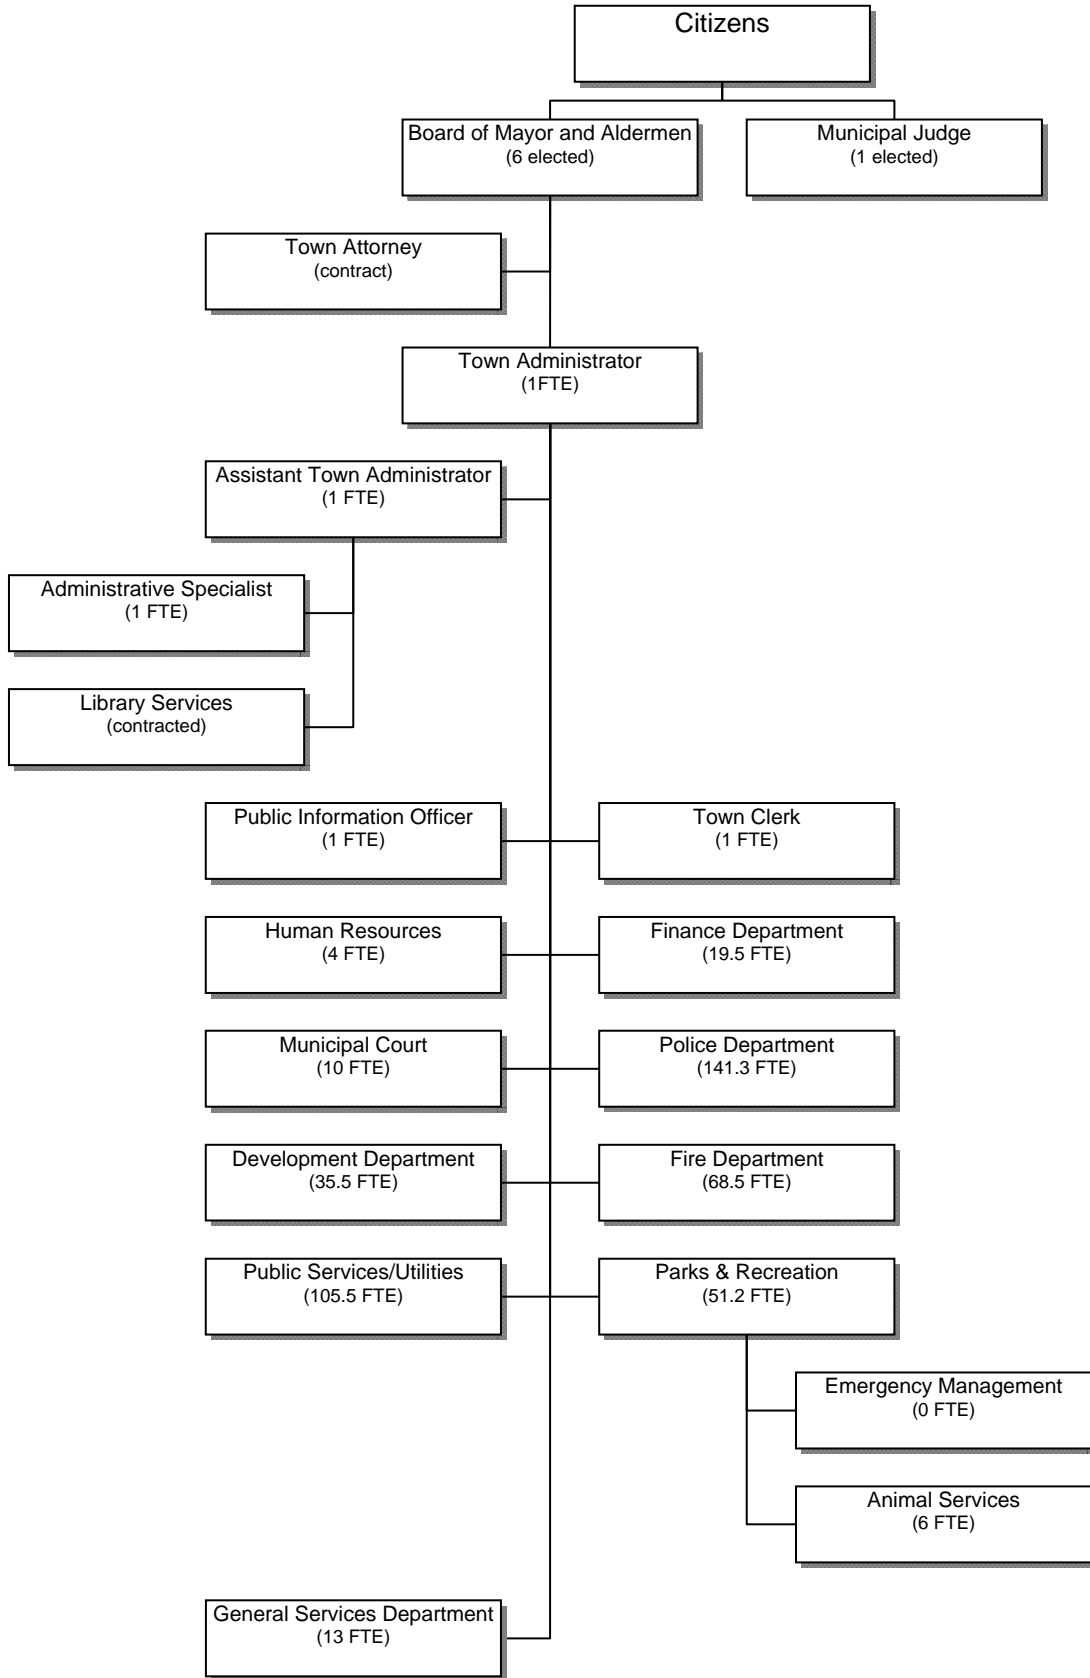 Citizens
Board of Mayor and Aldermen
(6 elected)
Municipal Judge
(1 elected)
Town Attorney
(contract)
Town Administrator
(1FTE)
Assistant Town Administrator
(1 FTE)
Administrative Specialist
(1 FTE)
Library Services
(contracted)
Public Information Officer
(1 FTE)
Town Clerk
(1 FTE)
Human Resources
(4 FTE)
Finance Department
(19.5 FTE)
Municipal Court
(10 FTE)
Police Department
(141.3 FTE)
Development Department
(35.5 FTE)
Fire Department
(68.5 FTE)
Public Services/Utilities
(105.5 FTE)
Parks & Recreation
(51.2 FTE)
Emergency Management
(0 FTE)
Animal Services
(6 FTE)
General Services Department
(13 FTE)